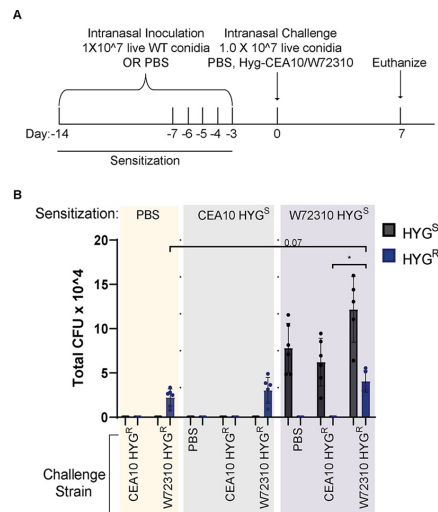 A
Intranasal Inoculation
1X10^7 live WT conidia
OR PBS
Intranasal Challenge
1.0 X 10^7 live conidia
PBS, Hyg-CEA10/W72310
Euthanize
Day:-14 -7 -6 -5 -4 -3 0 7
Sensitization
B
Sensitization: PBS CEA10 HYG^S W72310 HYG^S
HYG^S
HYG^R
Total CFU x 10^4
20
15
10
5
0
0.07
*
Challenge
Strain
CEA10 HYG^R
W72310 HYG^R
PBS
CEA10 HYG^R
W72310 HYG^R
PBS
CEA10 HYG^R
W72310 HYG^R